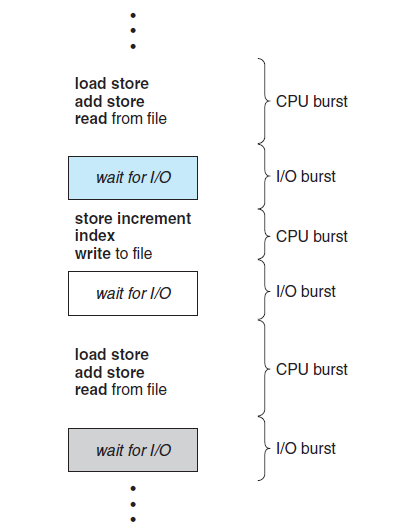 load store
add store
read from file
CPU burst
wait for I/O
I/O burst
store increment
index
write to file
CPU burst
wait for I/O
I/O burst
load store
add store
read from file
CPU burst
wait for I/O
I/O burst